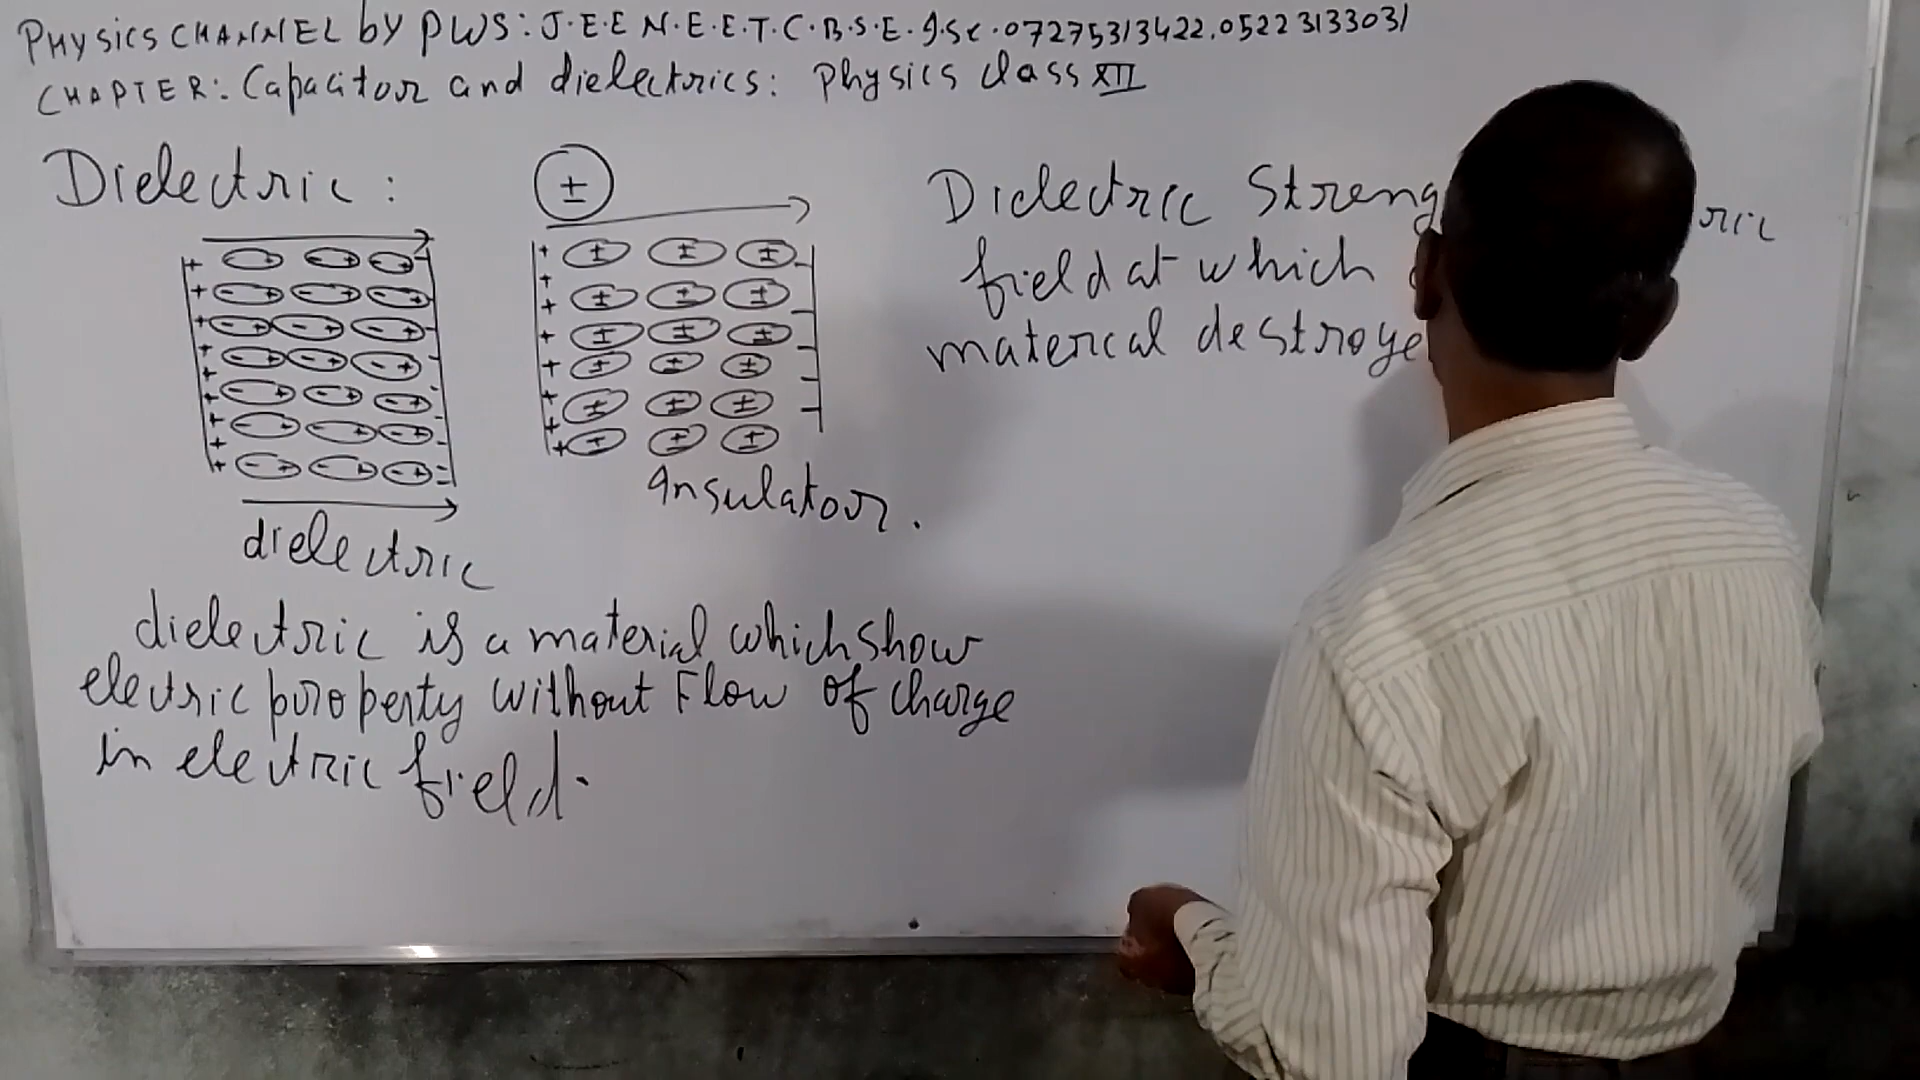 PHYSICS CHANNEL by PWS: J.E.E N.E.E.T.C.B.S.E.I.Sc.07275313422,05223133031
CHAPTER: Capacitor and dielectrics: Physics class XII
Dielectric:
±
dielectric
Insulator.
dielectric is a material which show
electric property without Flow of charge
in electric field.
Dielectric Streng ric
field at which
material destroye